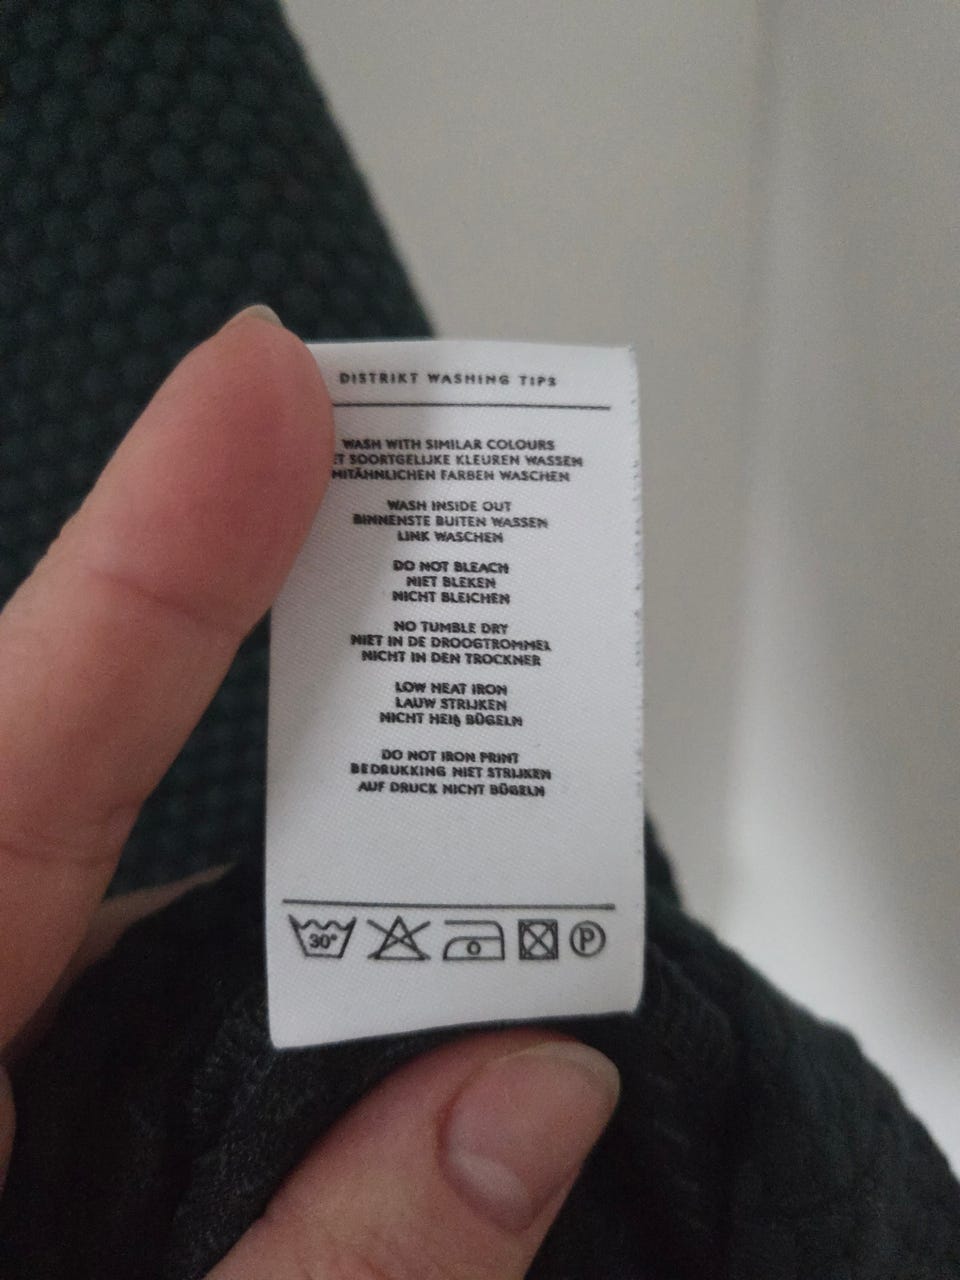 DISTRIKT WASHING TIPS
WASH WITH SIMILAR COLOURS
SOORTGELIJKE KLEUREN WASSEN
MITÄHNLICHEN FARBEN WASCHEN
WASH INSIDE OUT
BINNENSTE BUITEN WASSEN
LINK WASCHEN
DO NOT BLEACH
NIET BLEKEN
NICHT BLEICHEN
NO TUMBLE DRY
NIET IN DE DROOGTROMMEL
NICHT IN DEN TROCKNER
LOW HEAT IRON
LAUW STRIJKEN
NICHT HEIß BÜGELN
DO NOT IRON PRINT
BEDRUKKING NIET STRIJKEN
AUF DRUCK NICHT BÜGELN
30° P